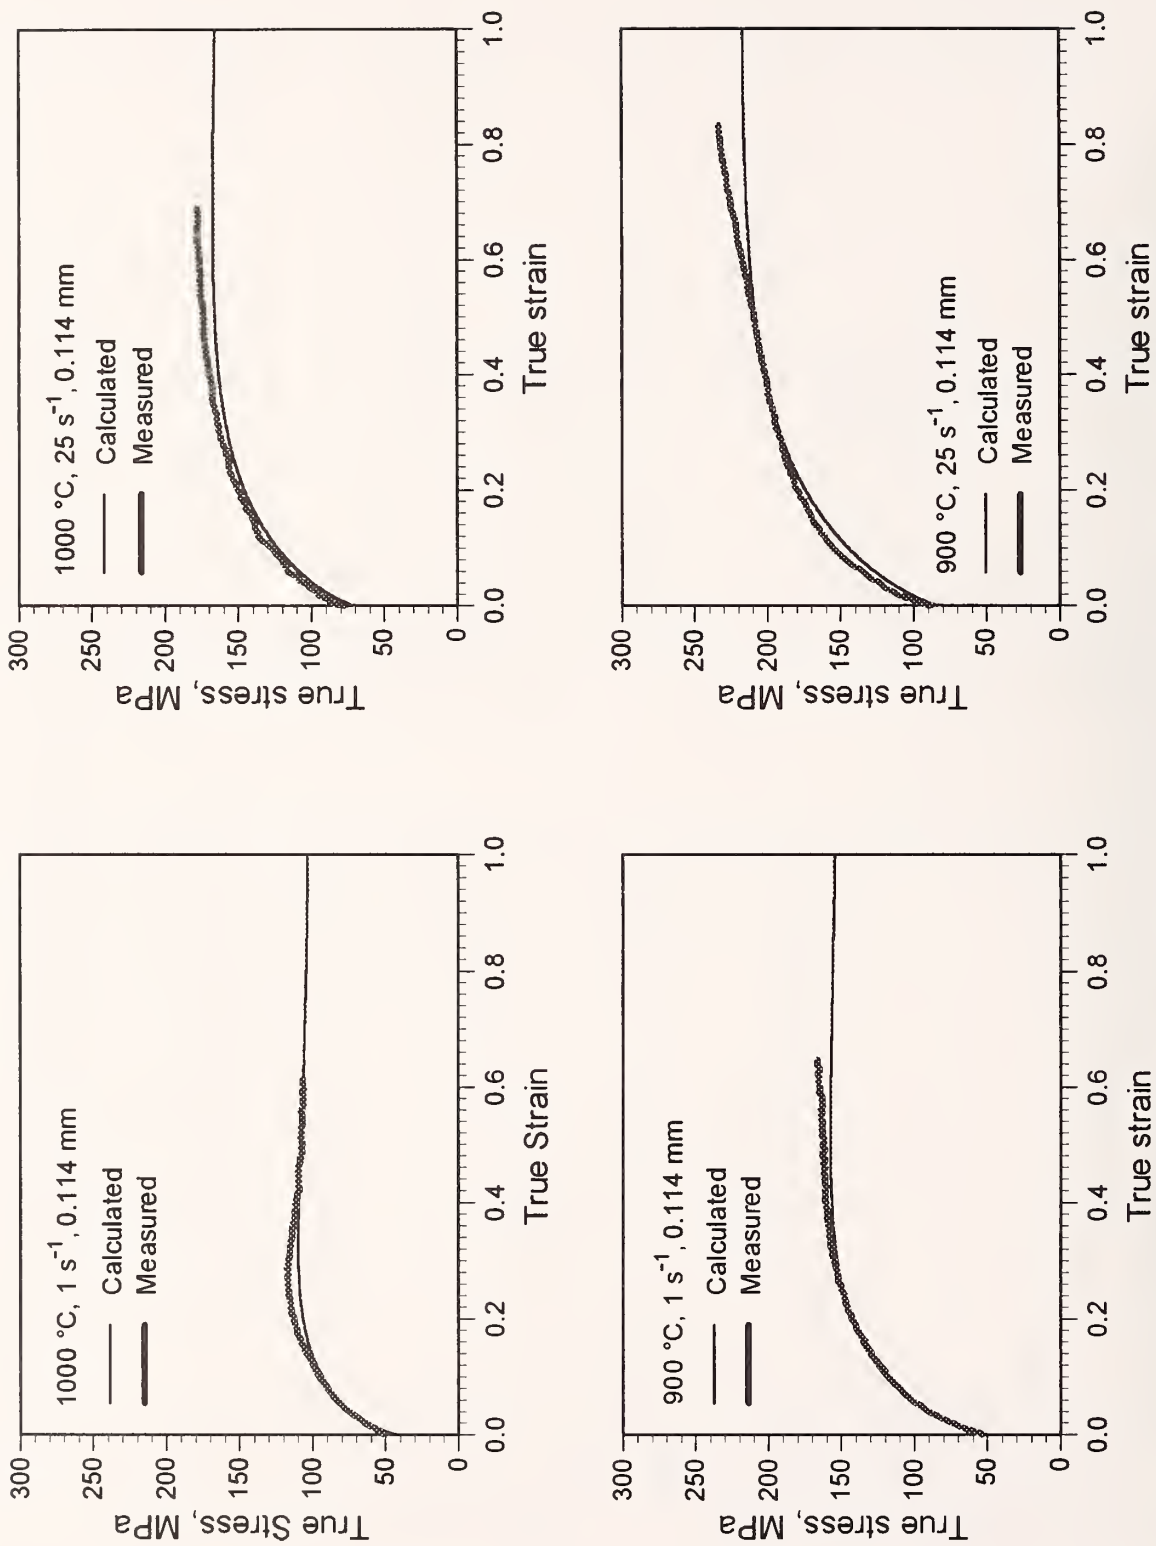 True Stress, MPa
300
250
200
150
100
50
0
1000 °C, 1 s⁻¹, 0.114 mm
Calculated
Measured
0.0 0.2 0.4 0.6 0.8 1.0
True Strain
True stress, MPa
300
250
200
150
100
50
0
1000 °C, 25 s⁻¹, 0.114 mm
Calculated
Measured
0.0 0.2 0.4 0.6 0.8 1.0
True strain
True stress, MPa
300
250
200
150
100
50
0
900 °C, 1 s⁻¹, 0.114 mm
Calculated
Measured
0.0 0.2 0.4 0.6 0.8 1.0
True strain
True stress, MPa
300
250
200
150
100
50
0
900 °C, 25 s⁻¹, 0.114 mm
Calculated
Measured
0.0 0.2 0.4 0.6 0.8 1.0
True strain